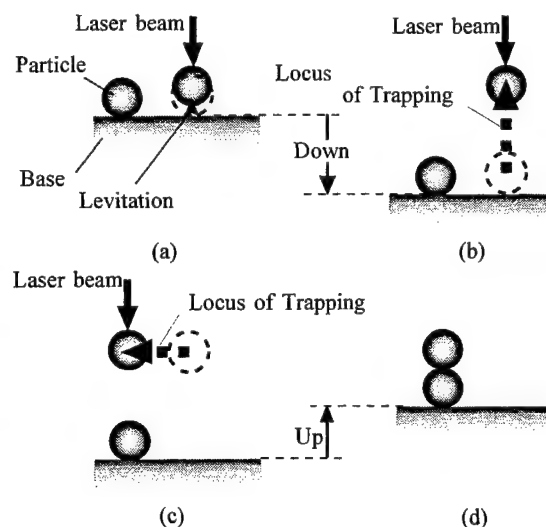 Laser beam
Particle
Base
Levitation
(a)
Laser beam
Locus
of Trapping
Down
(b)
Laser beam
Locus of Trapping
(c)
Up
(d)